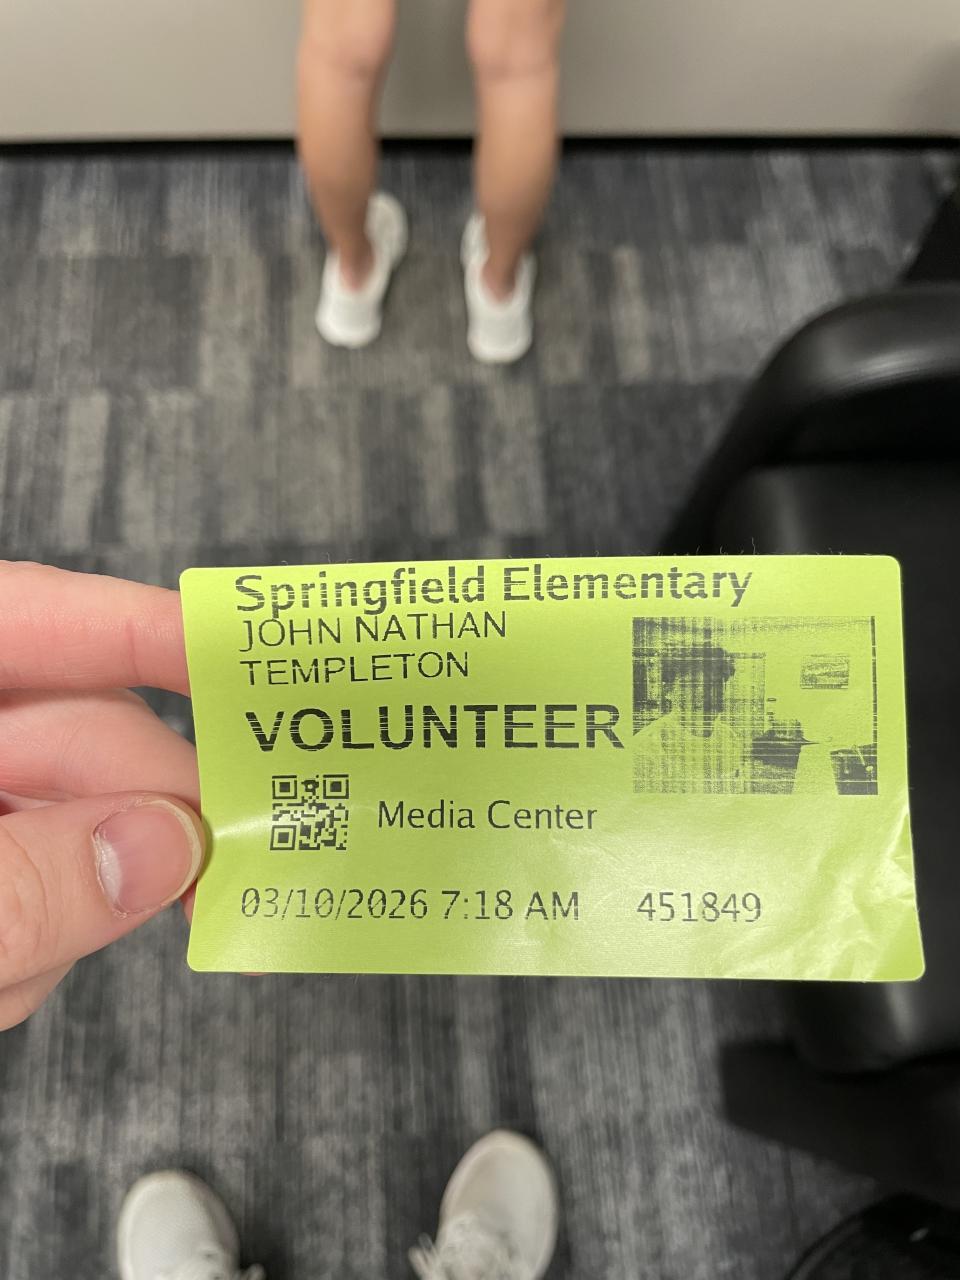 Springfield Elementary
JOHN NATHAN
TEMPLETON
VOLUNTEER
Media Center
03/10/2026 7:18 AM 451849